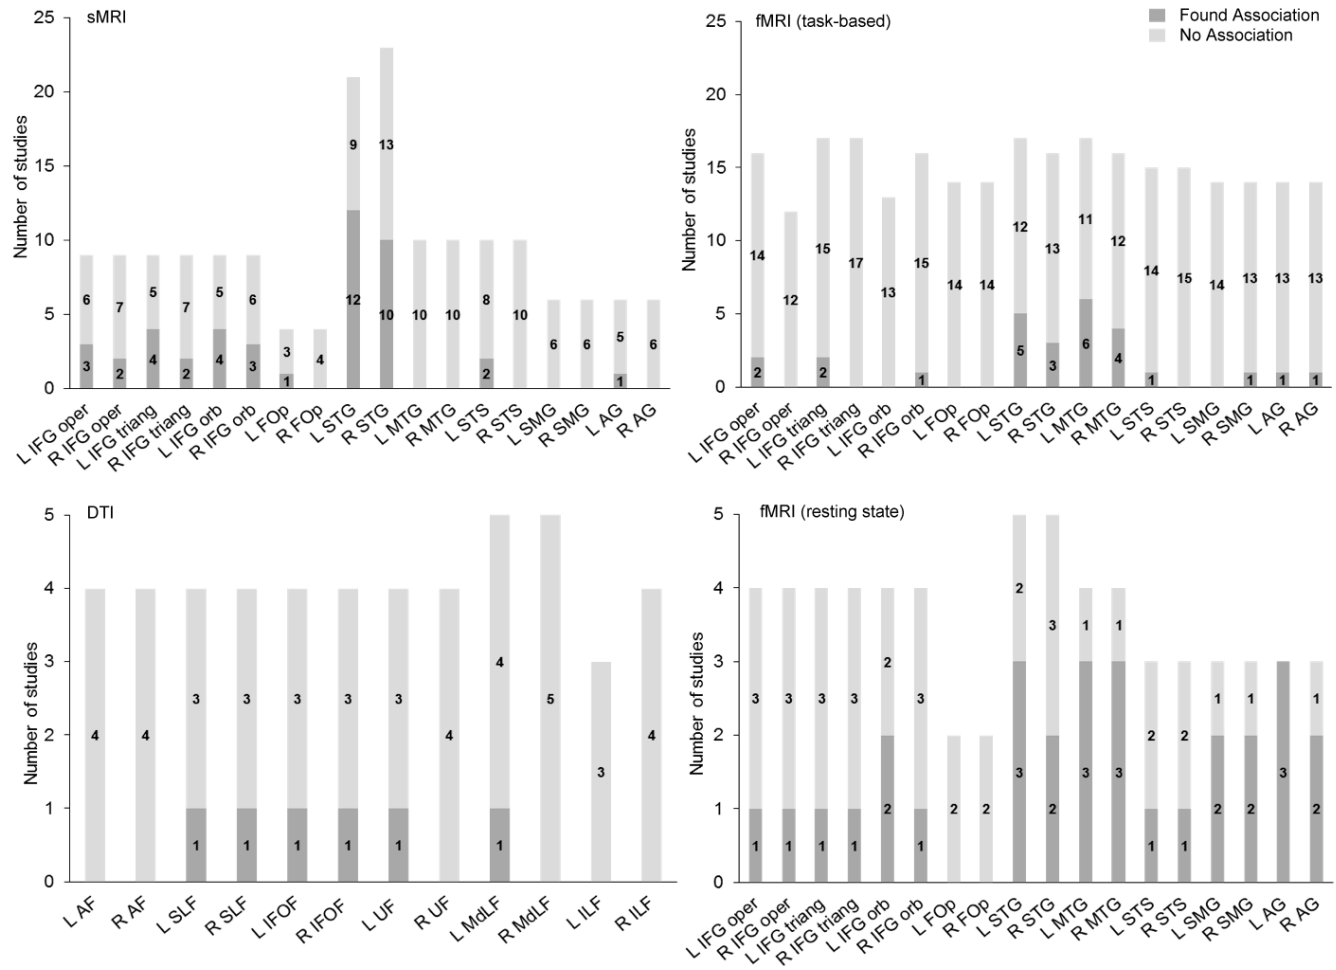 sMRI
Number of studies
25
20
15
10
5
0
6 7 5 7 5 6 3 4 9 13 10 10 8 10 6 6 5 6
3 2 4 2 4 3 1 12 10 2 1
L IFG oper
R IFG oper
L IFG triang
R IFG triang
L IFG orb
R IFG orb
L FOp
R FOp
L STG
R STG
L MTG
R MTG
L STS
R STS
L SMG
R SMG
L AG
R AG
fMRI (task-based)
Found Association
No Association
Number of studies
25
20
15
10
5
0
14 12 15 17 13 15 14 14 12 13 11 12 14 15 14 13 13 13
2 2 1 5 3 6 4 1 1 1 1
L IFG oper
R IFG oper
L IFG triang
R IFG triang
L IFG orb
R IFG orb
L FOp
R FOp
L STG
R STG
L MTG
R MTG
L STS
R STS
L SMG
R SMG
L AG
R AG
DTI
Number of studies
5
4
3
2
1
0
4 4 3 3 3 3 3 4 4 5 3 4
1 1 1 1 1 1
L AF
R AF
L SLF
R SLF
L IFOF
R IFOF
L UF
R UF
L MdLF
R MdLF
L ILF
R ILF
fMRI (resting state)
Number of studies
5
4
3
2
1
0
3 3 3 3 2 3 2 2 2 3 1 1 2 2 1 1 1
1 1 1 1 2 1 3 2 3 3 1 1 2 2 3 2
L IFG oper
R IFG oper
L IFG triang
R IFG triang
L IFG orb
R IFG orb
L FOp
R FOp
L STG
R STG
L MTG
R MTG
L STS
R STS
L SMG
R SMG
L AG
R AG